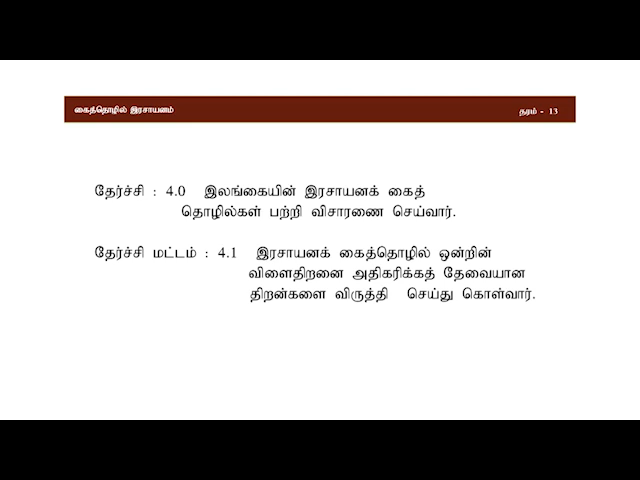 கைத்தொழில் இரசாயனம்
தரம் - 13
தேர்ச்சி : 4.0 இலங்கையின் இரசாயனக் கைத்
தொழில்கள் பற்றி விசாரணை செய்வார்.
தேர்ச்சி மட்டம் : 4.1 இரசாயனக் கைத்தொழில் ஒன்றின்
விளைதிறனை அதிகரிக்கத் தேவையான
திறன்களை விருத்தி செய்து கொள்வார்.